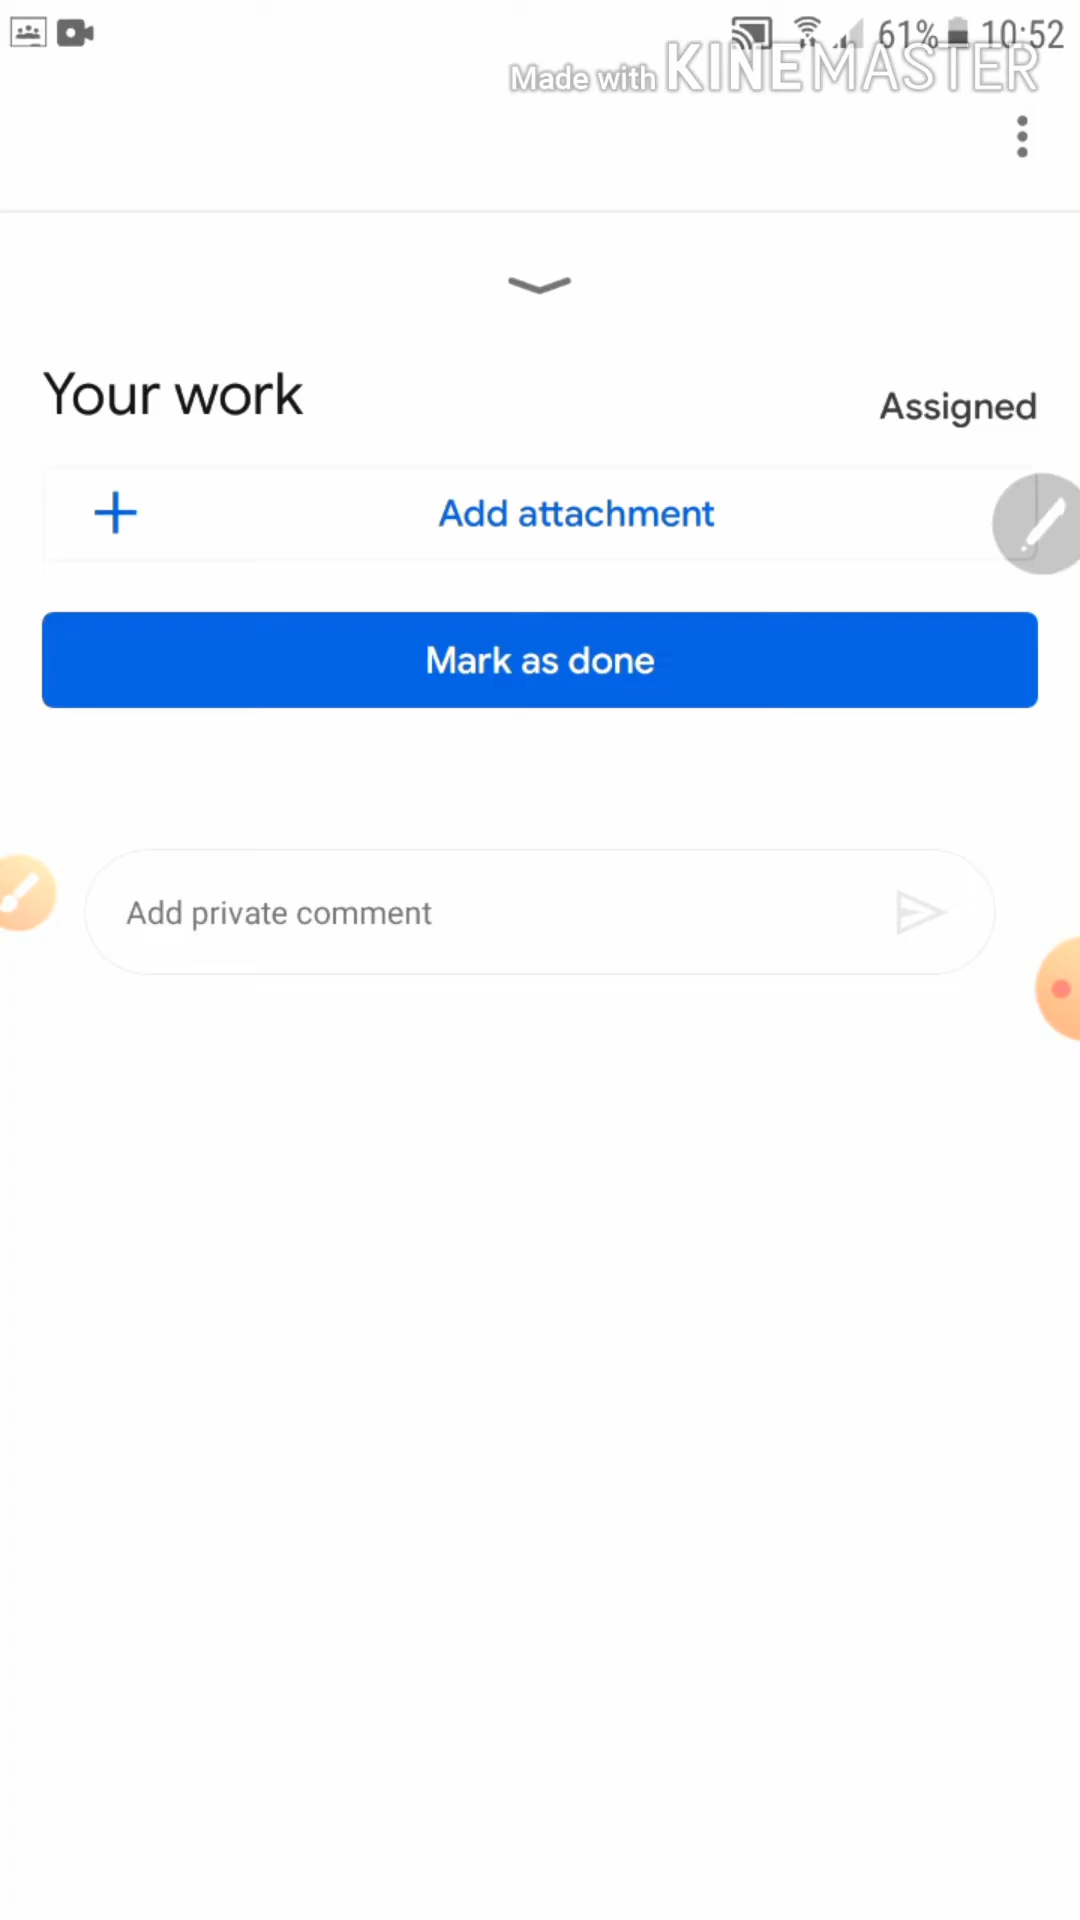 61% 10:52
Made with KINEMASTER
Your work
Assigned
Add attachment
Mark as done
Add private comment